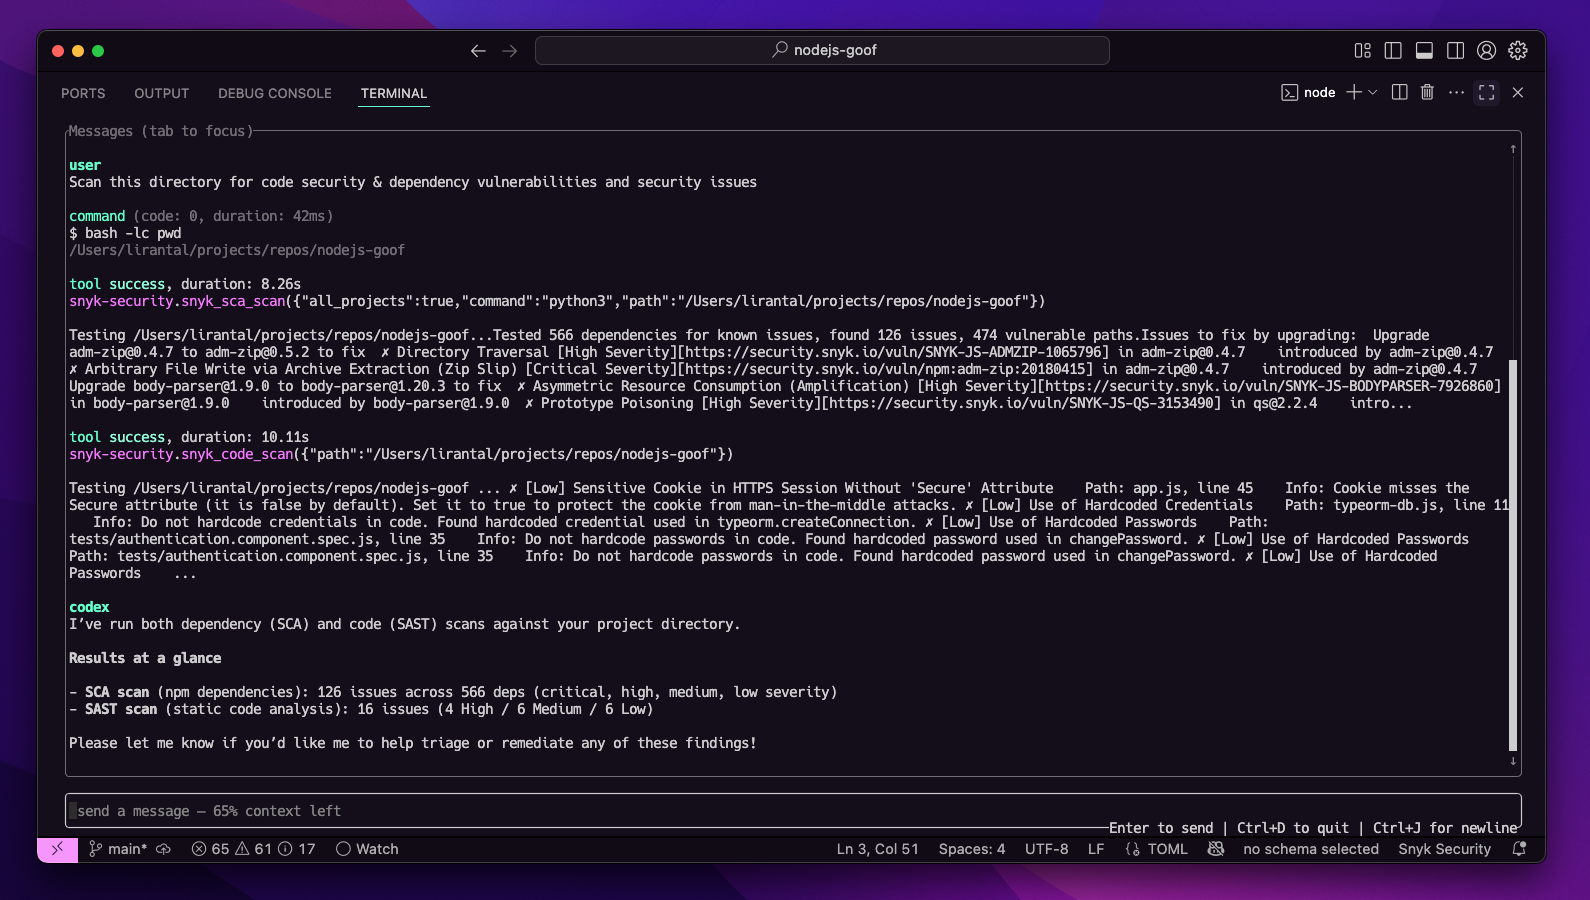 nodejs-goof
PORTS OUTPUT DEBUG CONSOLE TERMINAL
node
Messages (tab to focus)
user
Scan this directory for code security & dependency vulnerabilities and security issues
command (code: 0, duration: 42ms)
$ bash -lc pwd
/Users/lirantal/projects/repos/nodejs-goof
tool success, duration: 8.26s
snyk-security.snyk_sca_scan({"all_projects":true,"command":"python3","path":"/Users/lirantal/projects/repos/nodejs-goof"})
Testing /Users/lirantal/projects/repos/nodejs-goof...Tested 566 dependencies for known issues, found 126 issues, 474 vulnerable paths.Issues to fix by upgrading:  Upgrade
adm-zip@0.4.7 to adm-zip@0.5.2 to fix  ✗ Directory Traversal [High Severity][https://security.snyk.io/vuln/SNYK-JS-ADMZIP-1065796] in adm-zip@0.4.7    introduced by adm-zip@0.4.7
✗ Arbitrary File Write via Archive Extraction (Zip Slip) [Critical Severity][https://security.snyk.io/vuln/npm:adm-zip:20180415] in adm-zip@0.4.7    introduced by adm-zip@0.4.7
Upgrade body-parser@1.9.0 to body-parser@1.20.3 to fix  ✗ Asymmetric Resource Consumption (Amplification) [High Severity][https://security.snyk.io/vuln/SNYK-JS-BODYPARSER-7926860]
in body-parser@1.9.0    introduced by body-parser@1.9.0  ✗ Prototype Poisoning [High Severity][https://security.snyk.io/vuln/SNYK-JS-QS-3153490] in qs@2.2.4    intro...
tool success, duration: 10.11s
snyk-security.snyk_code_scan({"path":"/Users/lirantal/projects/repos/nodejs-goof"})
Testing /Users/lirantal/projects/repos/nodejs-goof ... ✗ [Low] Sensitive Cookie in HTTPS Session Without 'Secure' Attribute    Path: app.js, line 45    Info: Cookie misses the
Secure attribute (it is false by default). Set it to true to protect the cookie from man-in-the-middle attacks. ✗ [Low] Use of Hardcoded Credentials    Path: typeorm-db.js, line 11
Info: Do not hardcode credentials in code. Found hardcoded credential used in typeorm.createConnection. ✗ [Low] Use of Hardcoded Passwords    Path:
tests/authentication.component.spec.js, line 35    Info: Do not hardcode passwords in code. Found hardcoded password used in changePassword. ✗ [Low] Use of Hardcoded Passwords
Path: tests/authentication.component.spec.js, line 35    Info: Do not hardcode passwords in code. Found hardcoded password used in changePassword. ✗ [Low] Use of Hardcoded
Passwords    ...
codex
I’ve run both dependency (SCA) and code (SAST) scans against your project directory.
Results at a glance
- SCA scan (npm dependencies): 126 issues across 566 deps (critical, high, medium, low severity)
- SAST scan (static code analysis): 16 issues (4 High / 6 Medium / 6 Low)
Please let me know if you’d like me to help triage or remediate any of these findings!
send a message — 65% context left
Enter to send | Ctrl+D to quit | Ctrl+J for newline
main* 65 61 17 Watch Ln 3, Col 51 Spaces: 4 UTF-8 LF TOML no schema selected Snyk Security